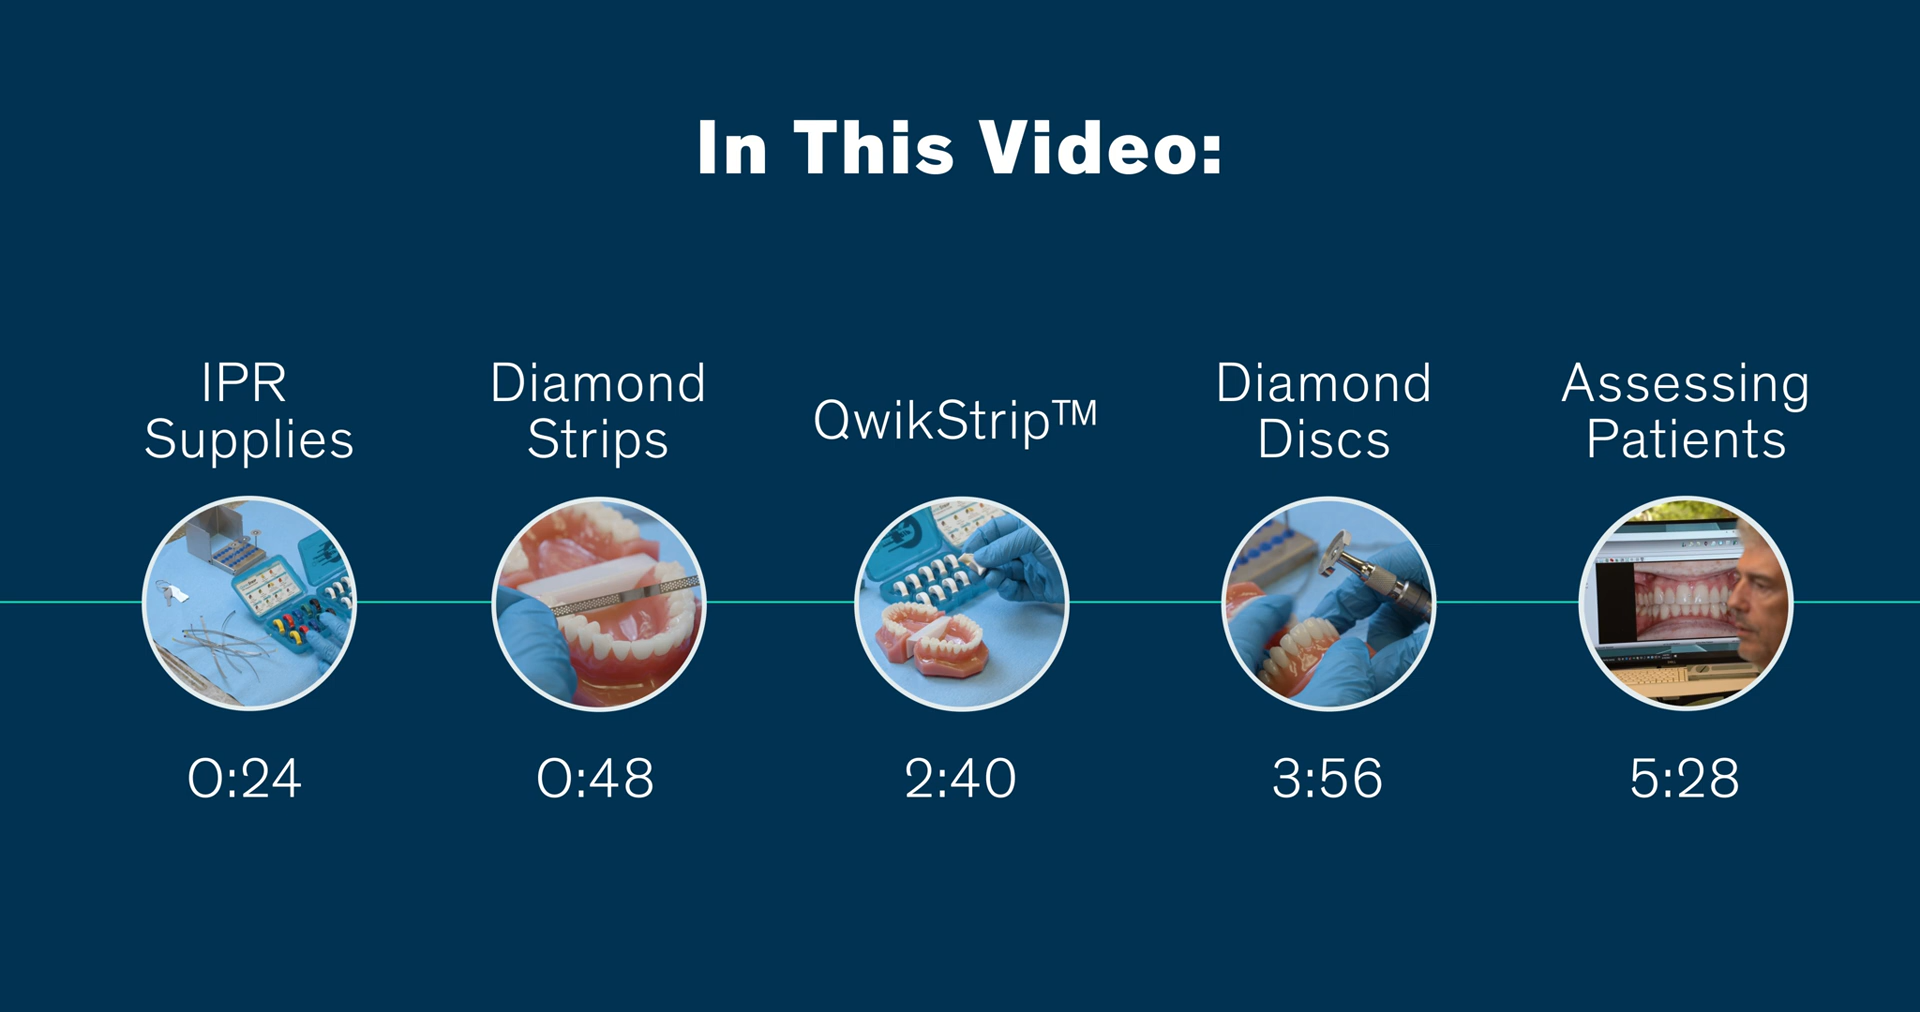 In This Video:
IPR
Supplies
Diamond
Strips
QwikStrip™
Diamond
Discs
Assessing
Patients
0:24
0:48
2:40
3:56
5:28